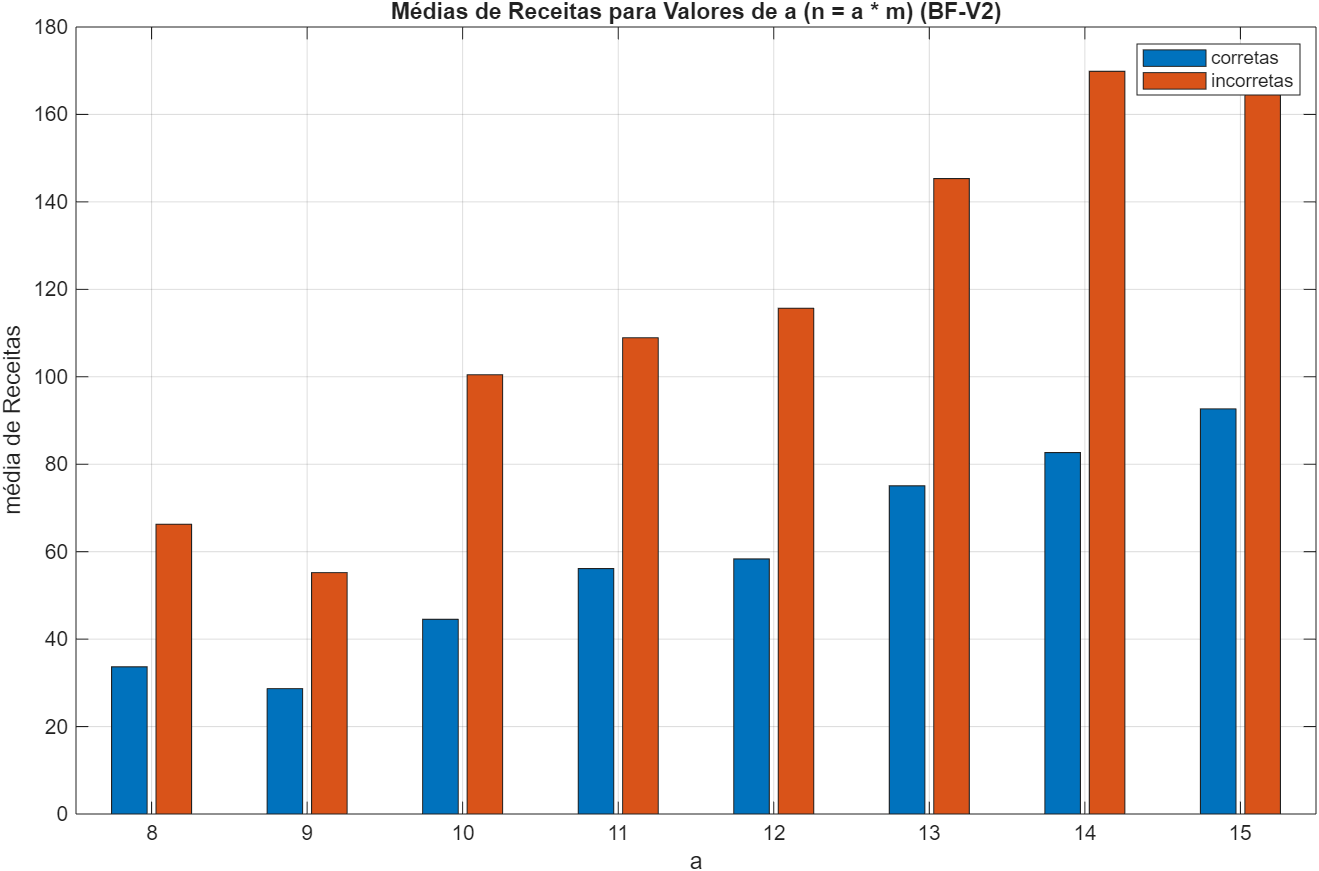 Médias de Receitas para Valores de a (n = a * m) (BF-V2)
corretas
incorretas
180
160
140
120
100
80
60
40
20
0
média de Receitas
8 9 10 11 12 13 14 15
a